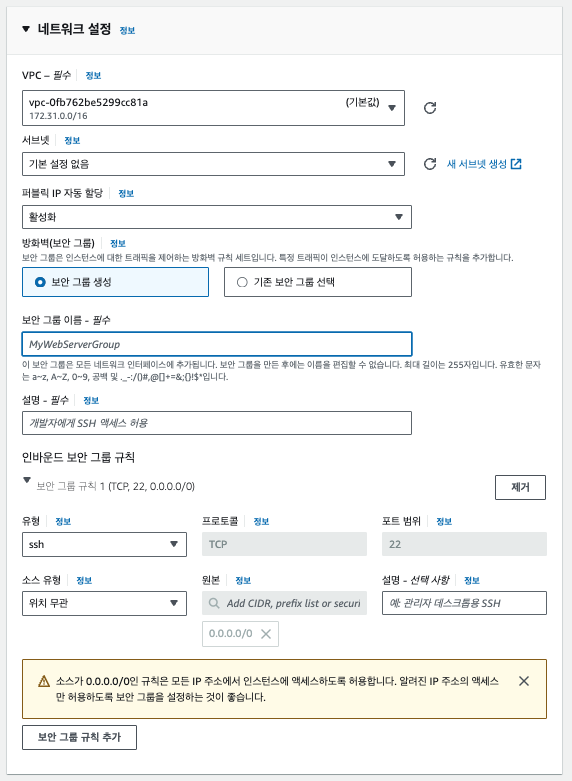 네트워크 설정 정보
VPC – 필수 정보
vpc-0fb762be5299cc81a (기본값)
172.31.0.0/16
서브넷 정보
기본 설정 없음
새 서브넷 생성
퍼블릭 IP 자동 할당 정보
활성화
방화벽(보안 그룹) 정보
보안 그룹은 인스턴스에 대한 트래픽을 제어하는 방화벽 규칙 세트입니다. 특정 트래픽이 인스턴스에 도달하도록 허용하는 규칙을 추가합니다.
보안 그룹 생성
기존 보안 그룹 선택
보안 그룹 이름 - 필수
MyWebServerGroup
이 보안 그룹은 모든 네트워크 인터페이스에 추가됩니다. 보안 그룹을 만든 후에는 이름을 편집할 수 없습니다. 최대 길이는 255자입니다. 유효한 문자
는 a~z, A~Z, 0~9, 공백 및 ._-:/()#,@[]+=&;{}!$*입니다.
설명 - 필수 정보
개발자에게 SSH 액세스 허용
인바운드 보안 그룹 규칙
보안 그룹 규칙 1 (TCP, 22, 0.0.0.0/0)
제거
유형 정보
프로토콜 정보
포트 범위 정보
ssh
TCP
22
소스 유형 정보
원본 정보
설명 - 선택 사항 정보
위치 무관
Add CIDR, prefix list or securi
예: 관리자 데스크톱용 SSH
0.0.0.0/0
소스가 0.0.0.0/0인 규칙은 모든 IP 주소에서 인스턴스에 액세스하도록 허용합니다. 알려진 IP 주소의 액세스
만 허용하도록 보안 그룹을 설정하는 것이 좋습니다.
보안 그룹 규칙 추가